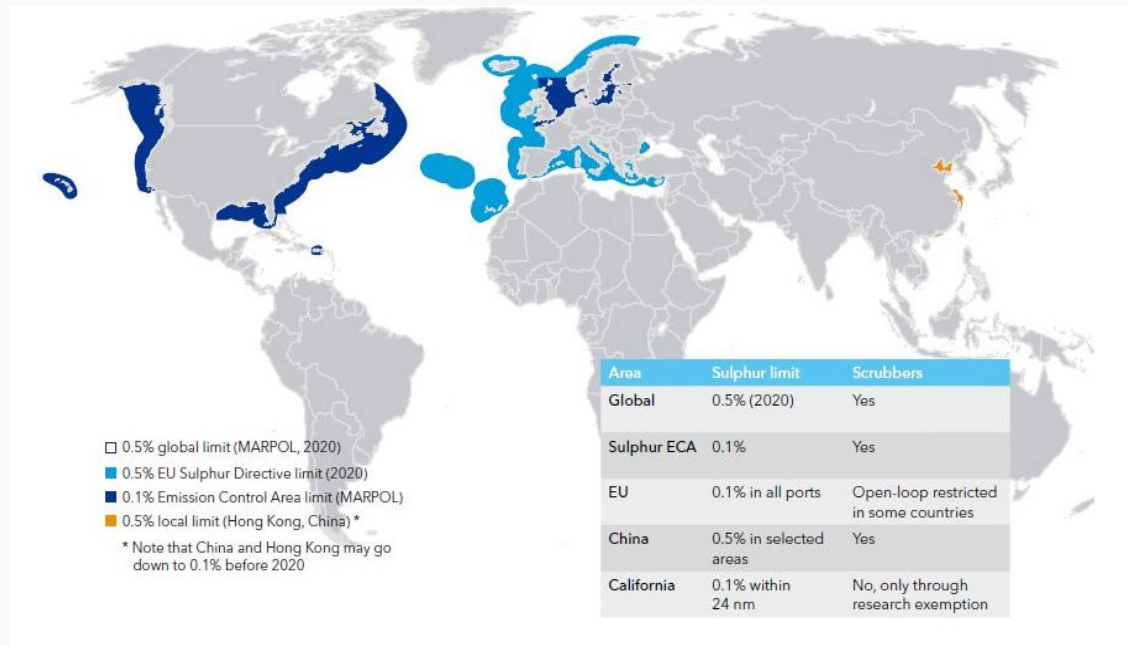 0.5% global limit (MARPOL, 2020)
0.5% EU Sulphur Directive limit (2020)
0.1% Emission Control Area limit (MARPOL)
0.5% local limit (Hong Kong, China) *
* Note that China and Hong Kong may go
down to 0.1% before 2020
Area Sulphur limit Scrubbers
Global 0.5% (2020) Yes
Sulphur ECA 0.1% Yes
EU 0.1% in all ports Open-loop restricted
in some countries
China 0.5% in selected Yes
areas
California 0.1% within No, only through
24 nm research exemption